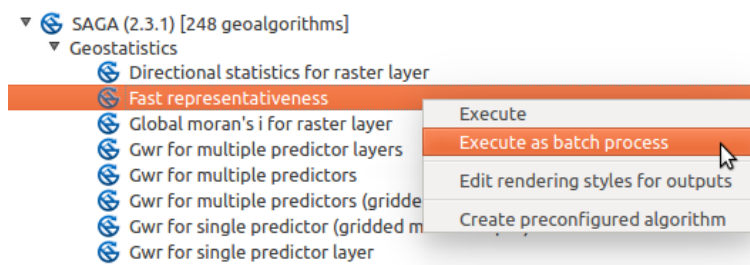 SAGA (2.3.1) [248 geoalgorithms]
Geostatistics
Directional statistics for raster layer
Fast representativeness
Execute
Global moran's i for raster layer
Execute as batch process
Gwr for multiple predictor layers
Gwr for multiple predictors
Edit rendering styles for outputs
Gwr for multiple predictors (gridde
Create preconfigured algorithm
Gwr for single predictor (gridded m
Gwr for single predictor layer